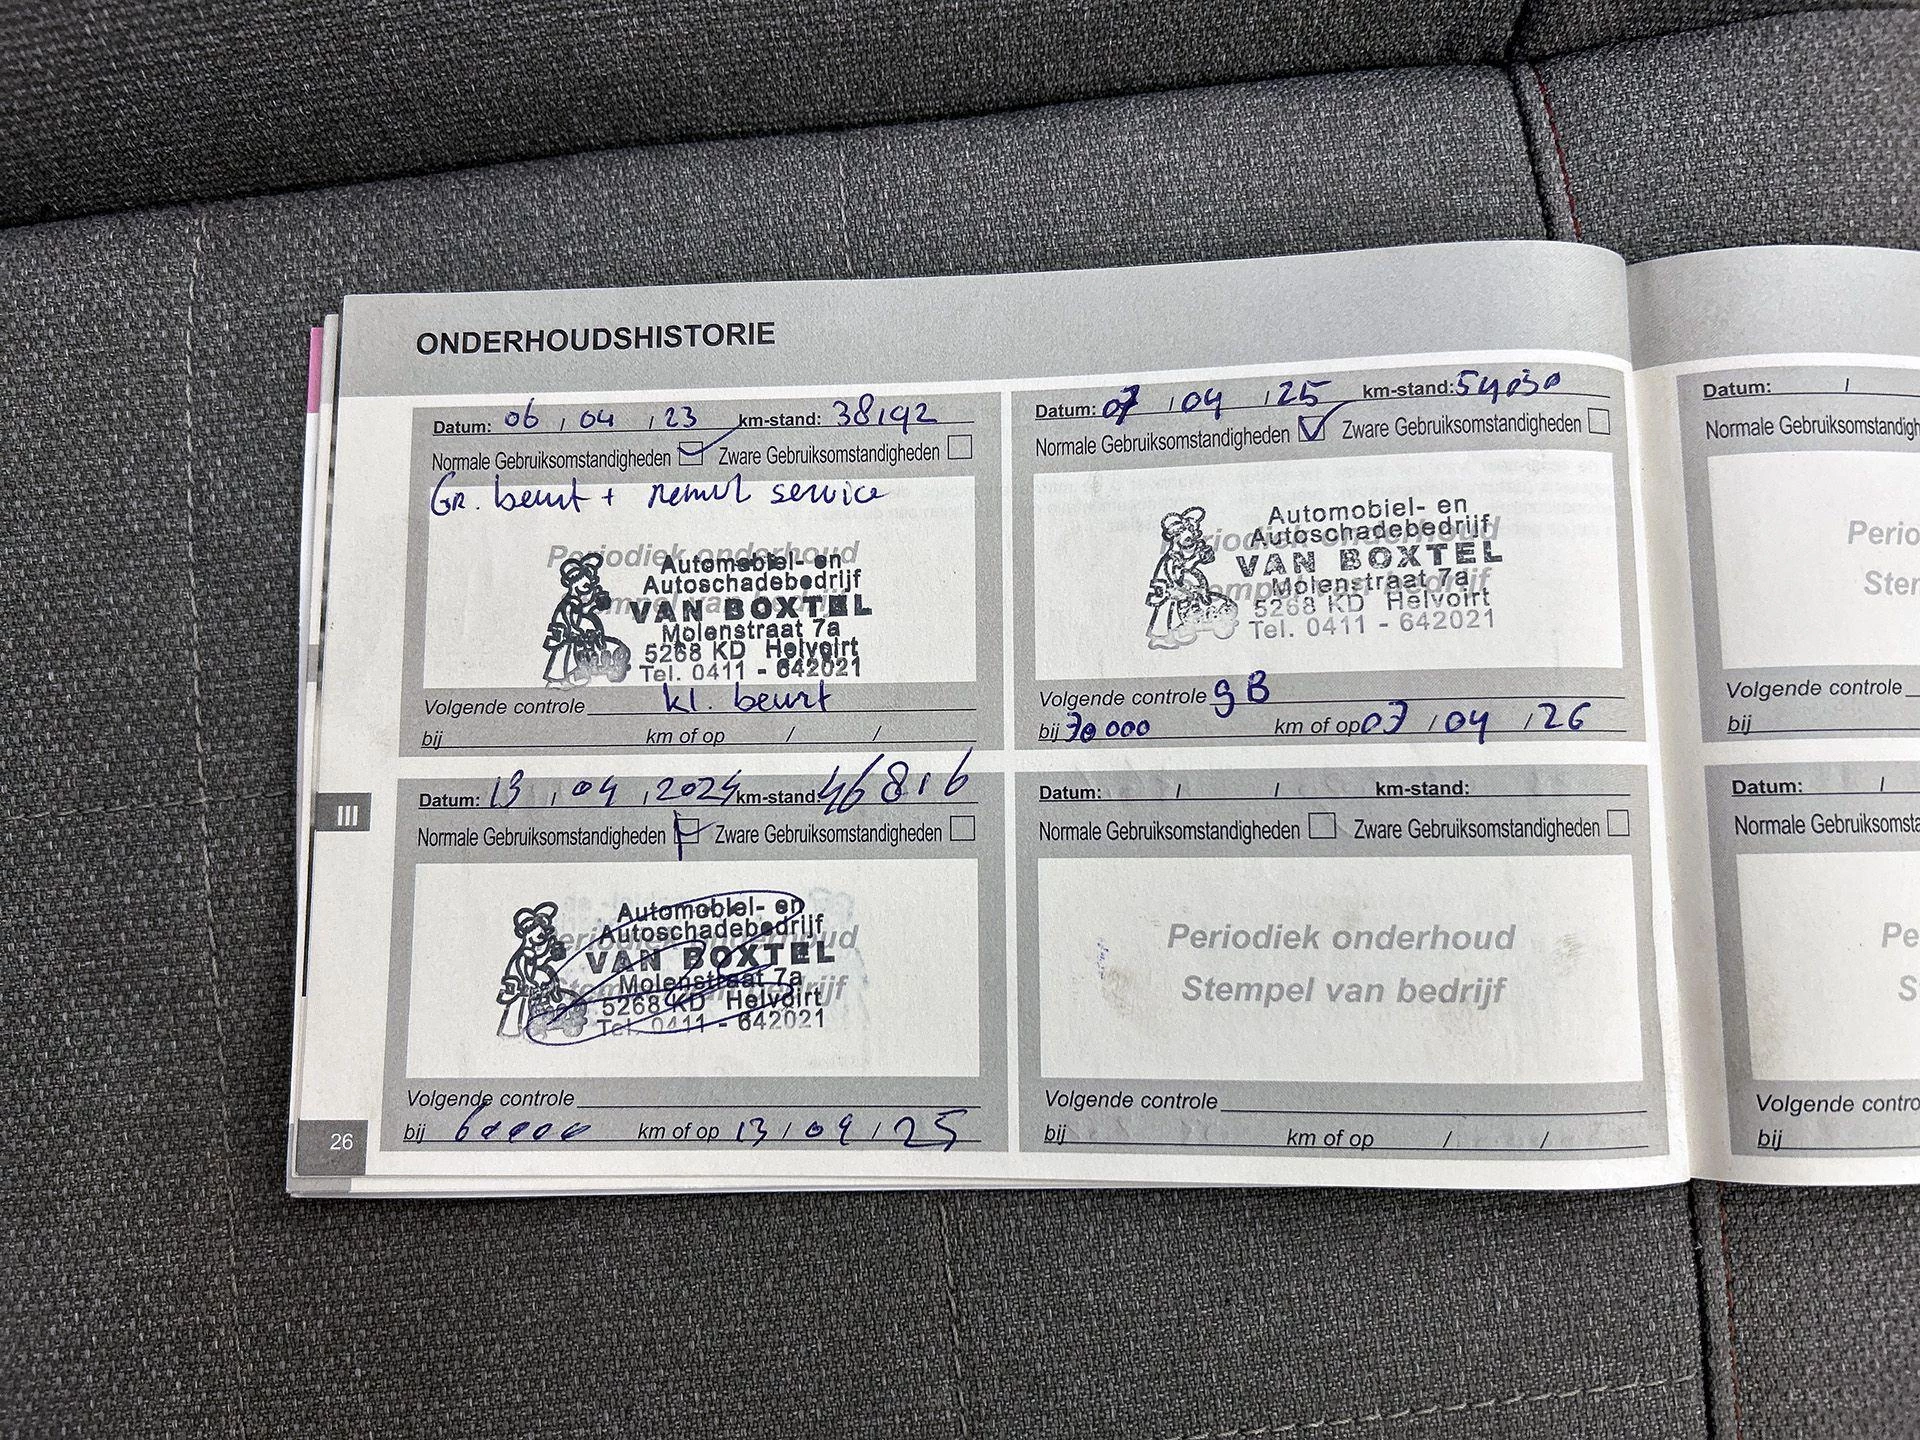 ONDERHOUDSHISTORIE
Datum: 06 / 04 / 23 km-stand: 38192
Normale Gebruiksomstandigheden Zware Gebruiksomstandigheden
Gr. beurt + remvl service
Periodiek onderhoud
Automobiel- en
Autoschadebedrijf
VAN BOXTEL
Molenstraat 7a
5268 KD Helvoirt
Tel. 0411 - 642021
Volgende controle kl. beurt
bij km of op / /
Datum: 13 / 04 / 2024 km-stand: 46816
Normale Gebruiksomstandigheden Zware Gebruiksomstandigheden
Automobiel- en
Autoschadebedrijf
VAN BOXTEL
Molenstraat 7a
5268 KD Helvoirt
Tel. 0411 - 642021
Volgende controle
bij 60000 km of op 13 / 04 / 25
III
26
Datum: 07 / 04 / 25 km-stand: 54030
Normale Gebruiksomstandigheden Zware Gebruiksomstandigheden
Automobiel- en
Autoschadebedrijf
VAN BOXTEL
Molenstraat 7a
5268 KD Helvoirt
Tel. 0411 - 642021
Volgende controle gB
bij 70000 km of op 07 / 04 / 26
Datum: / / km-stand:
Normale Gebruiksomstandigheden Zware Gebruiksomstandigheden
Periodiek onderhoud
Stempel van bedrijf
Volgende controle
bij km of op / /
Datum: /
Normale Gebruiksomstandigh
Perio
Ster
Volgende controle
bij
Datum: /
Normale Gebruiksomsta
Pe
S
Volgende contro
bij